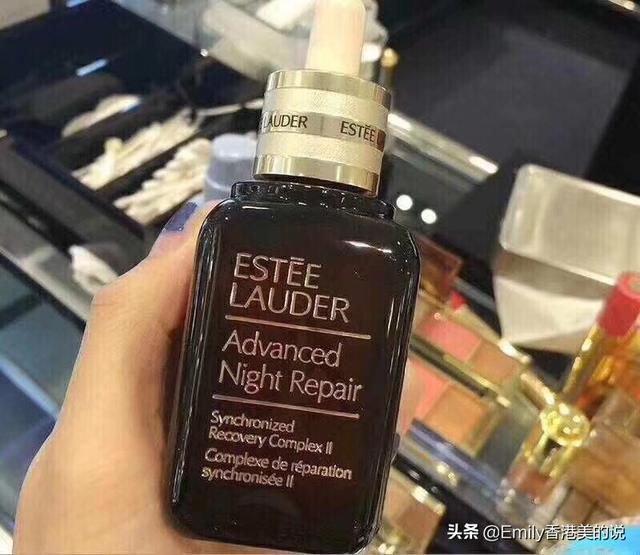 LAUDER ESTĒE
ESTĒE
LAUDER
Advanced
Night Repair
Synchronized
Recovery Complex II
Complexe de réparation
synchronisée II
头条 @Emily香港美的说